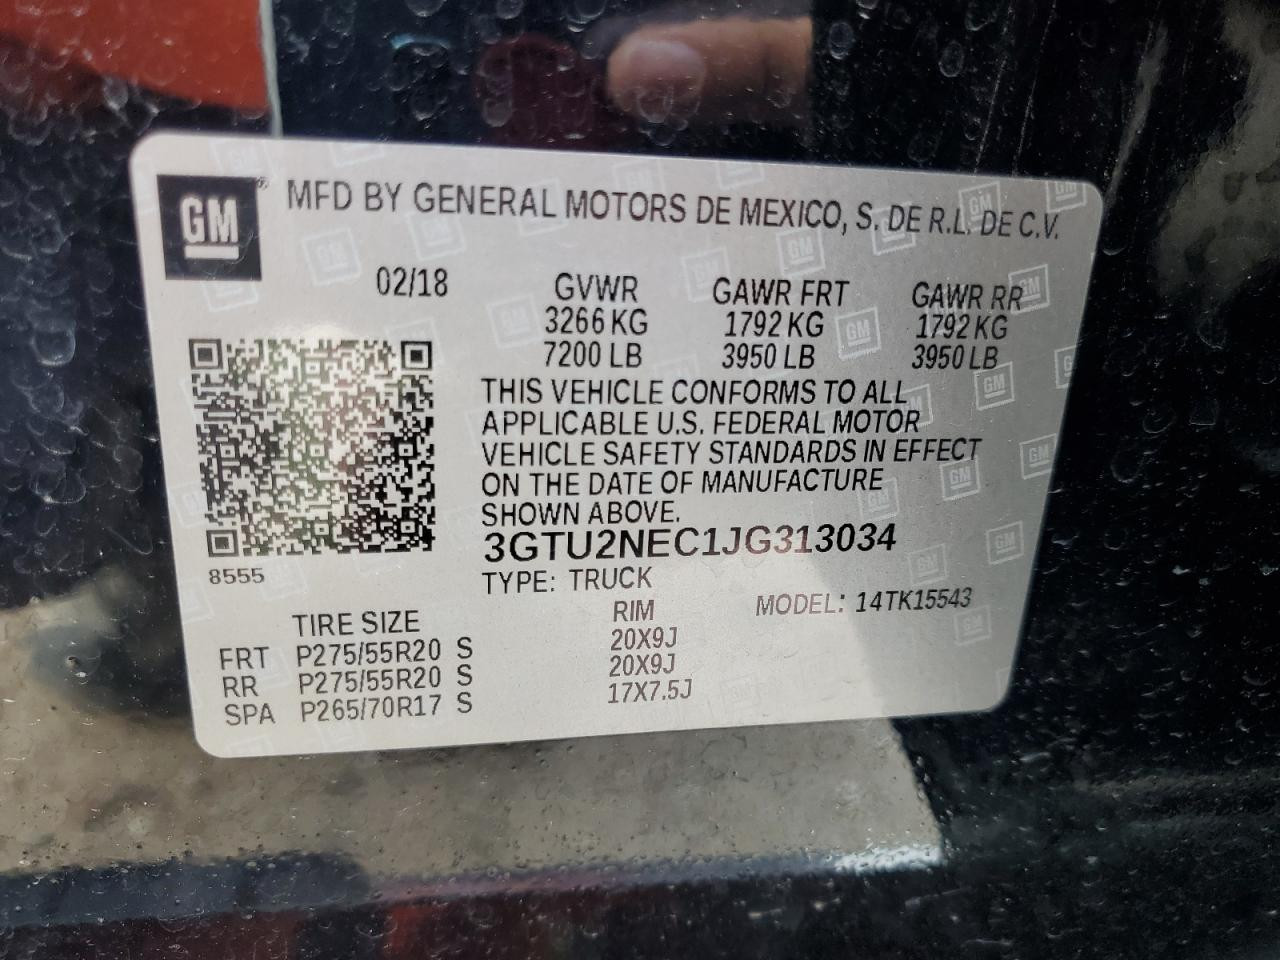 GM® MFD BY GENERAL MOTORS DE MEXICO, S. DE R.L. DE C.V.
02/18 GVWR GAWR FRT GAWR RR
3266 KG 1792 KG 1792 KG
7200 LB 3950 LB 3950 LB
THIS VEHICLE CONFORMS TO ALL
APPLICABLE U.S. FEDERAL MOTOR
VEHICLE SAFETY STANDARDS IN EFFECT
ON THE DATE OF MANUFACTURE
SHOWN ABOVE.
3GTU2NEC1JG313034
8555 TYPE: TRUCK
TIRE SIZE RIM MODEL: 14TK15543
FRT P275/55R20 S 20X9J
RR P275/55R20 S 20X9J
SPA P265/70R17 S 17X7.5J